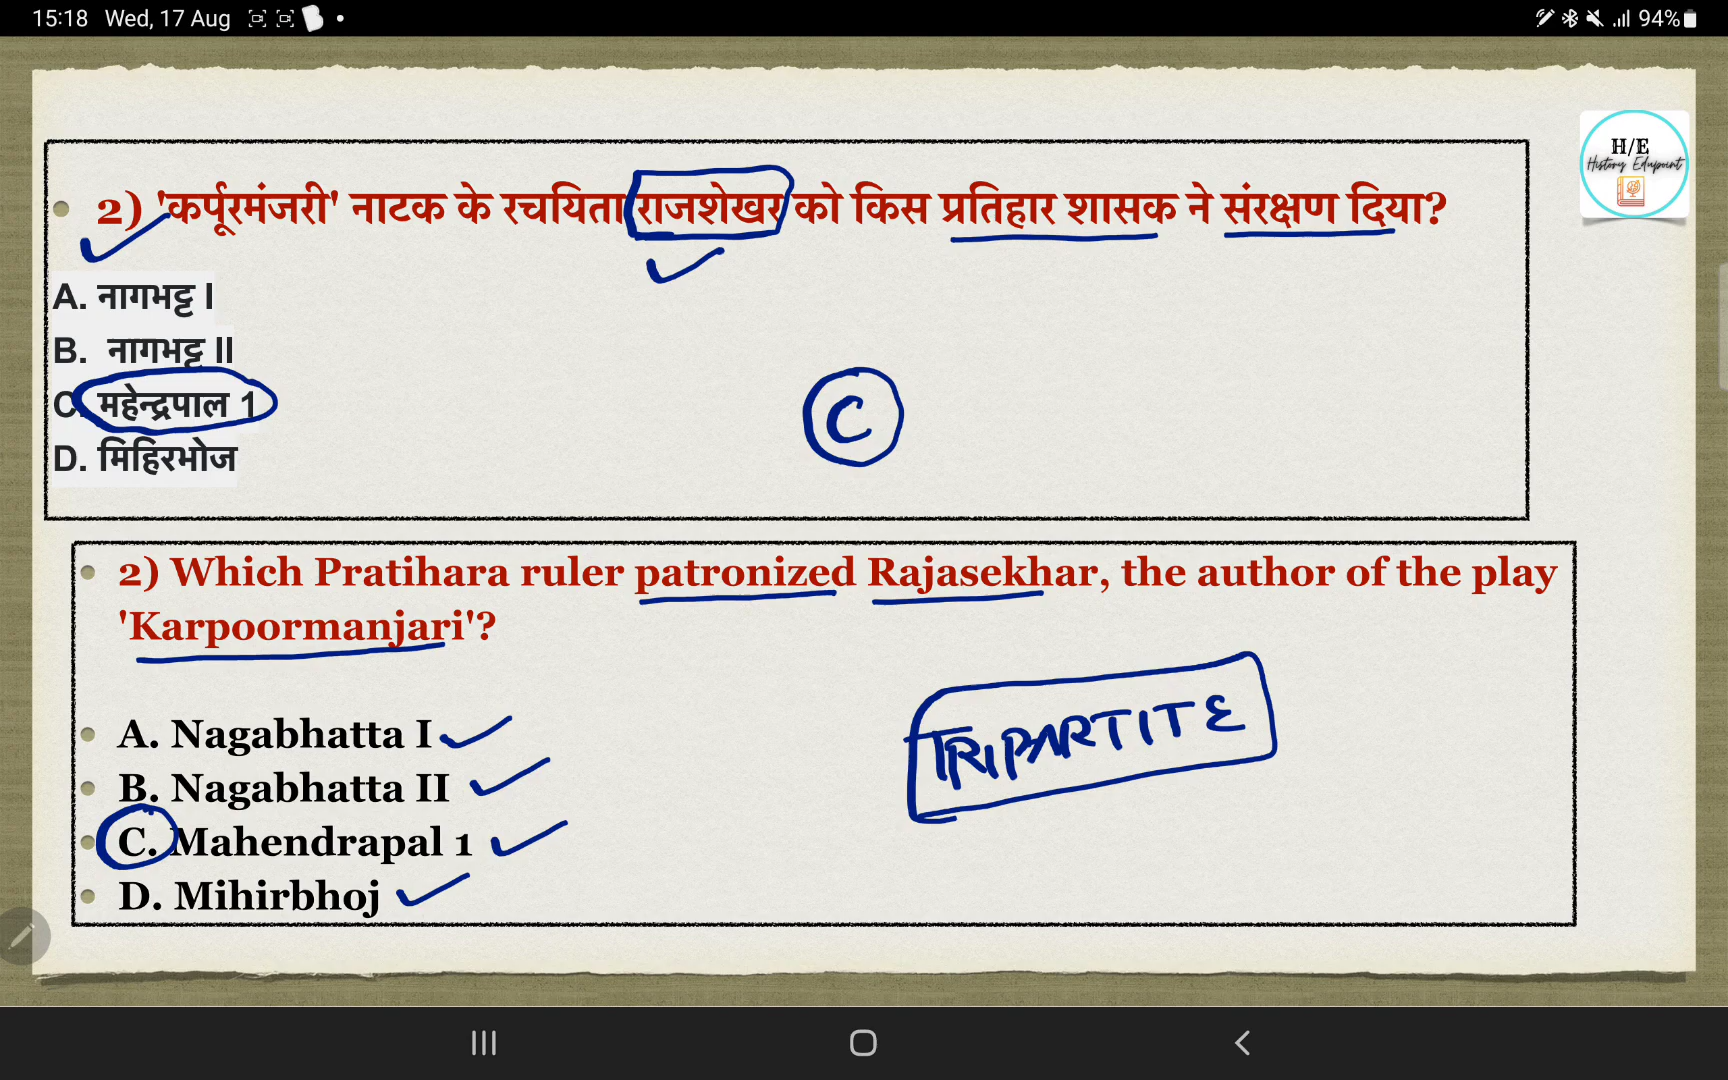 15:18 Wed, 17 Aug
94%
H/E
History Edupoint
2) 'कर्पूरमंजरी' नाटक के रचयिता राजशेखर को किस प्रतिहार शासक ने संरक्षण दिया?
A. नागभट्ट I
B. नागभट्ट II
C. महेन्द्रपाल 1
D. मिहिरभोज
C
2) Which Pratihara ruler patronized Rajasekhar, the author of the play
'Karpoormanjari'?
A. Nagabhatta I
B. Nagabhatta II
C. Mahendrapal 1
D. Mihirbhoj
TRIPARTITE